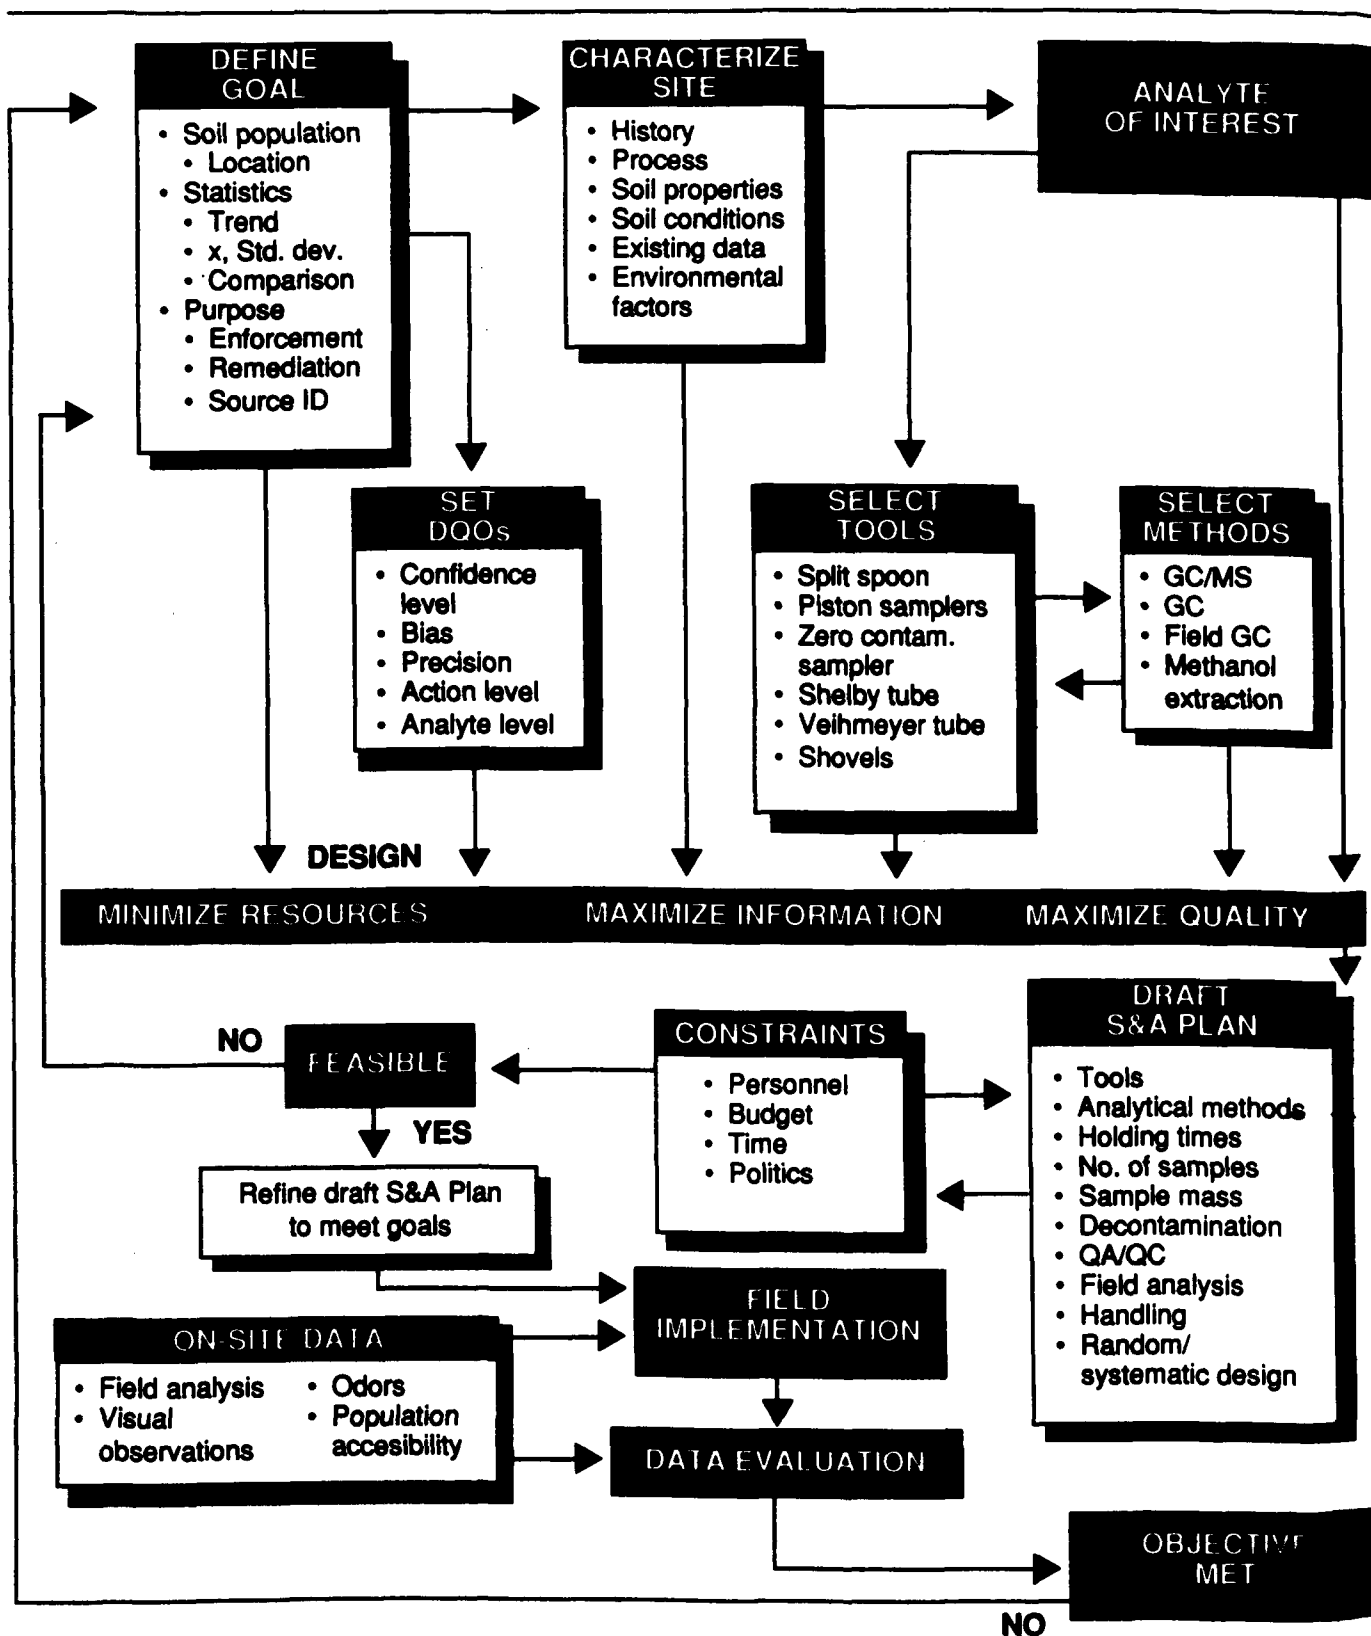 DEFINE
GOAL
• Soil population
• Location
• Statistics
• Trend
• x, Std. dev.
• Comparison
• Purpose
• Enforcement
• Remediation
• Source ID
CHARACTERIZE
SITE
• History
• Process
• Soil properties
• Soil conditions
• Existing data
• Environmental
factors
ANALYTE
OF INTEREST
SET
DQOs
• Confidence
level
• Bias
• Precision
• Action level
• Analyte level
SELECT
TOOLS
• Split spoon
• Piston samplers
• Zero contam.
sampler
• Shelby tube
• Veihmeyer tube
• Shovels
SELECT
METHODS
• GC/MS
• GC
• Field GC
• Methanol
extraction
DESIGN
MINIMIZE RESOURCES
MAXIMIZE INFORMATION
MAXIMIZE QUALITY
NO
FEASIBLE
YES
Refine draft S&A Plan
to meet goals
CONSTRAINTS
• Personnel
• Budget
• Time
• Politics
DRAFT
S&A PLAN
• Tools
• Analytical methods
• Holding times
• No. of samples
• Sample mass
• Decontamination
• QA/QC
• Field analysis
• Handling
• Random/
systematic design
ON-SITE DATA
• Field analysis
• Visual
observations
• Odors
• Population
accesibility
FIELD
IMPLEMENTATION
DATA EVALUATION
OBJECTIVE
MET
NO